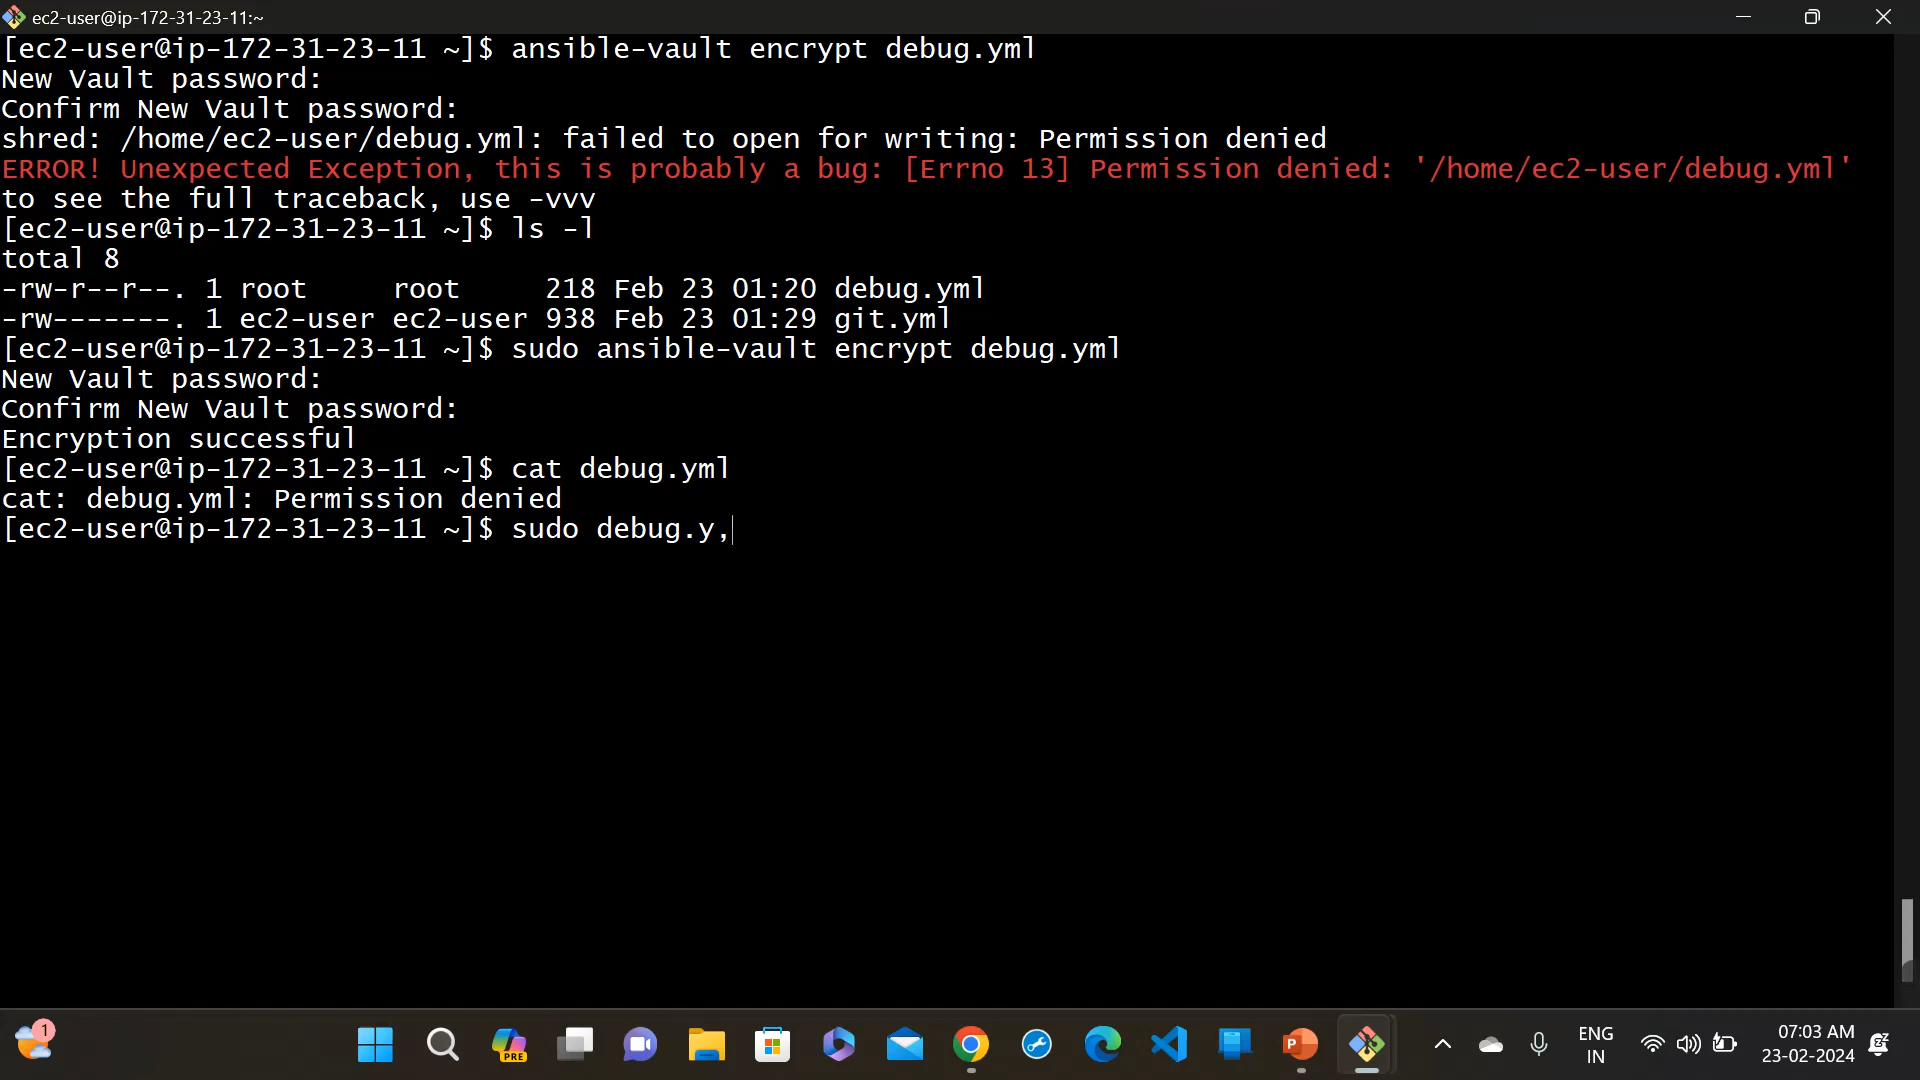 ec2-user@ip-172-31-23-11:~
[ec2-user@ip-172-31-23-11 ~]$ ansible-vault encrypt debug.yml
New Vault password:
Confirm New Vault password:
shred: /home/ec2-user/debug.yml: failed to open for writing: Permission denied
ERROR! Unexpected Exception, this is probably a bug: [Errno 13] Permission denied: '/home/ec2-user/debug.yml'
to see the full traceback, use -vvv
[ec2-user@ip-172-31-23-11 ~]$ ls -l
total 8
-rw-r--r--. 1 root     root     218 Feb 23 01:20 debug.yml
-rw-------. 1 ec2-user ec2-user 938 Feb 23 01:29 git.yml
[ec2-user@ip-172-31-23-11 ~]$ sudo ansible-vault encrypt debug.yml
New Vault password:
Confirm New Vault password:
Encryption successful
[ec2-user@ip-172-31-23-11 ~]$ cat debug.yml
cat: debug.yml: Permission denied
[ec2-user@ip-172-31-23-11 ~]$ sudo debug.y,
1
PRE
P
ENG
IN
07:03 AM
23-02-2024